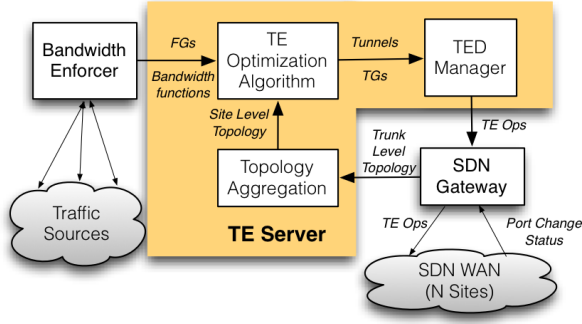 Bandwidth
Enforcer
FGs
Bandwidth
functions
TE
Optimization
Algorithm
Tunnels
TGs
TED
Manager
Site Level
Topology
TE Ops
Trunk
Level
Topology
Topology
Aggregation
SDN
Gateway
TE Server
Traffic
Sources
TE Ops
Port Change
Status
SDN WAN
(N Sites)